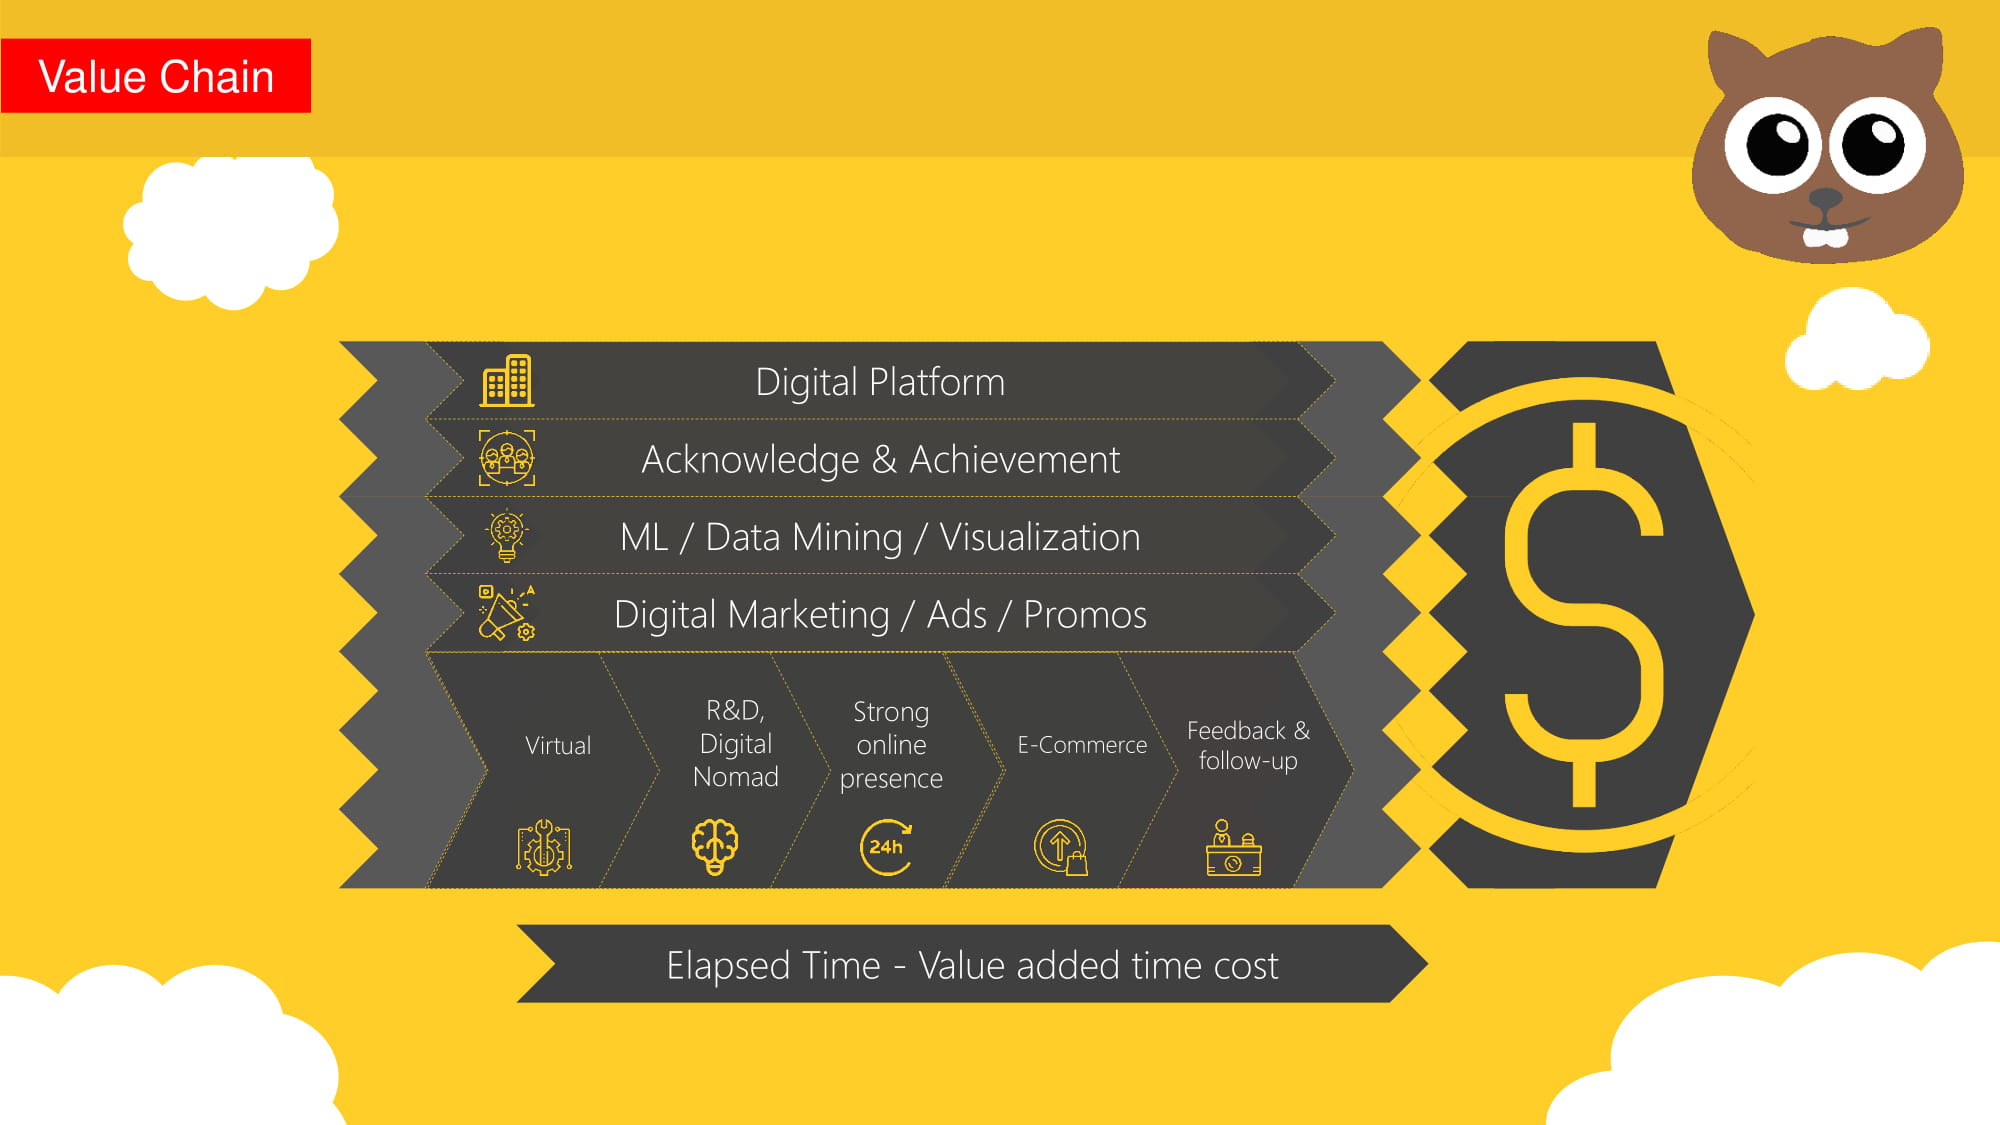 Value Chain
Digital Platform
Acknowledge & Achievement
ML / Data Mining / Visualization
Digital Marketing / Ads / Promos
Virtual
R&D,
Digital
Nomad
Strong
online
presence
24h
E-Commerce
Feedback &
follow-up
Elapsed Time - Value added time cost